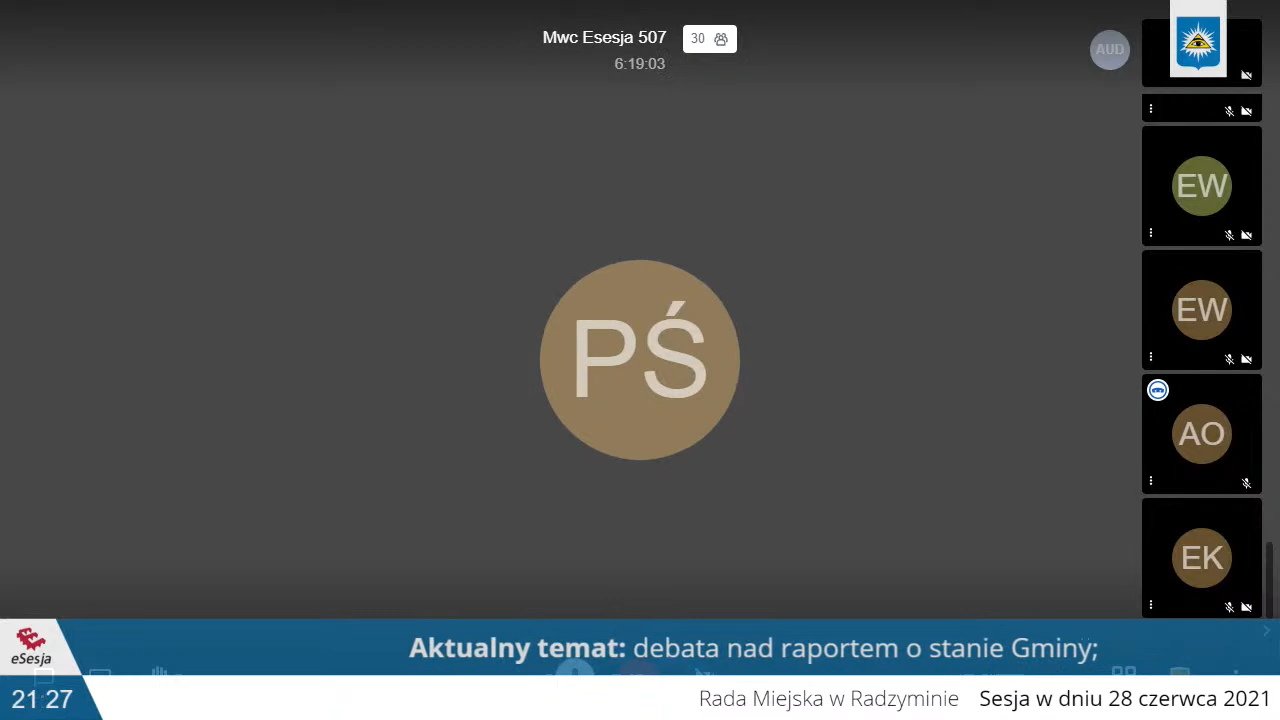 Mwc Esesja 507
30
6:19:03
AUD
EW
EW
PŚ
AO
EK
Aktualny temat: debata nad raportem o stanie Gminy;
eSesja
21:27
Rada Miejska w Radzyminie Sesja w dniu 28 czerwca 2021